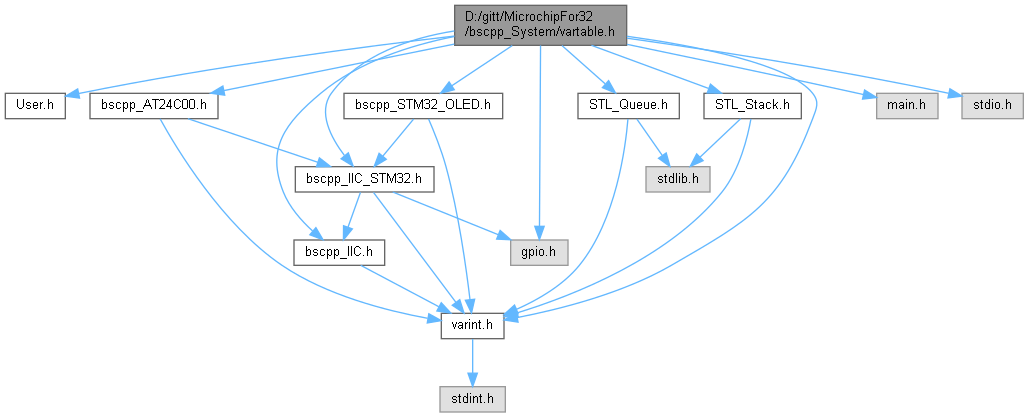 D:/gitt/MicrochipFor32
/bscpp_System/vartable.h
User.h
bscpp_AT24C00.h
bscpp_STM32_OLED.h
STL_Queue.h
STL_Stack.h
main.h
stdio.h
bscpp_IIC_STM32.h
stdlib.h
bscpp_IIC.h
gpio.h
varint.h
stdint.h